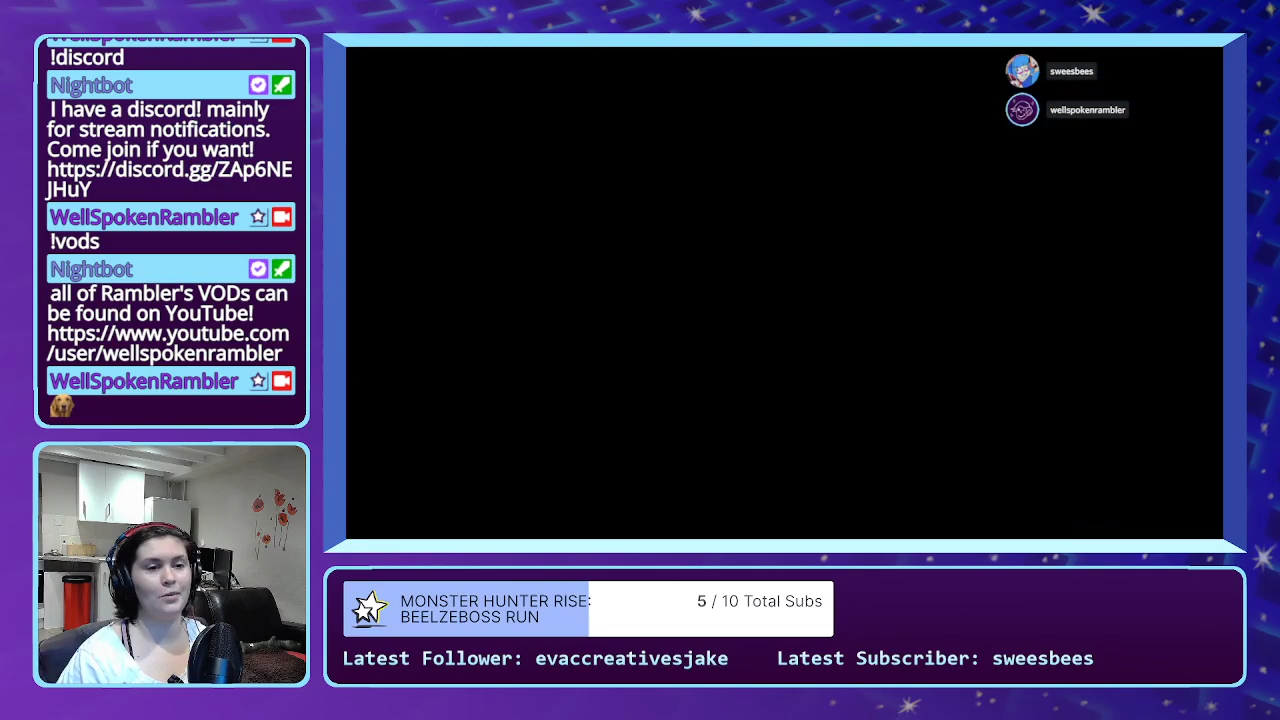 !discord
Nightbot
I have a discord! mainly
for stream notifications.
Come join if you want!
https://discord.gg/ZAp6NE
JHuY
WellSpokenRambler
!vods
Nightbot
all of Rambler's VODs can
be found on YouTube!
https://www.youtube.com
/user/wellspokenrambler
WellSpokenRambler
sweesbees
wellspokenrambler
MONSTER HUNTER RISE:
BEELZEBOSS RUN
5 / 10 Total Subs
Latest Follower: evaccreativesjake
Latest Subscriber: sweesbees